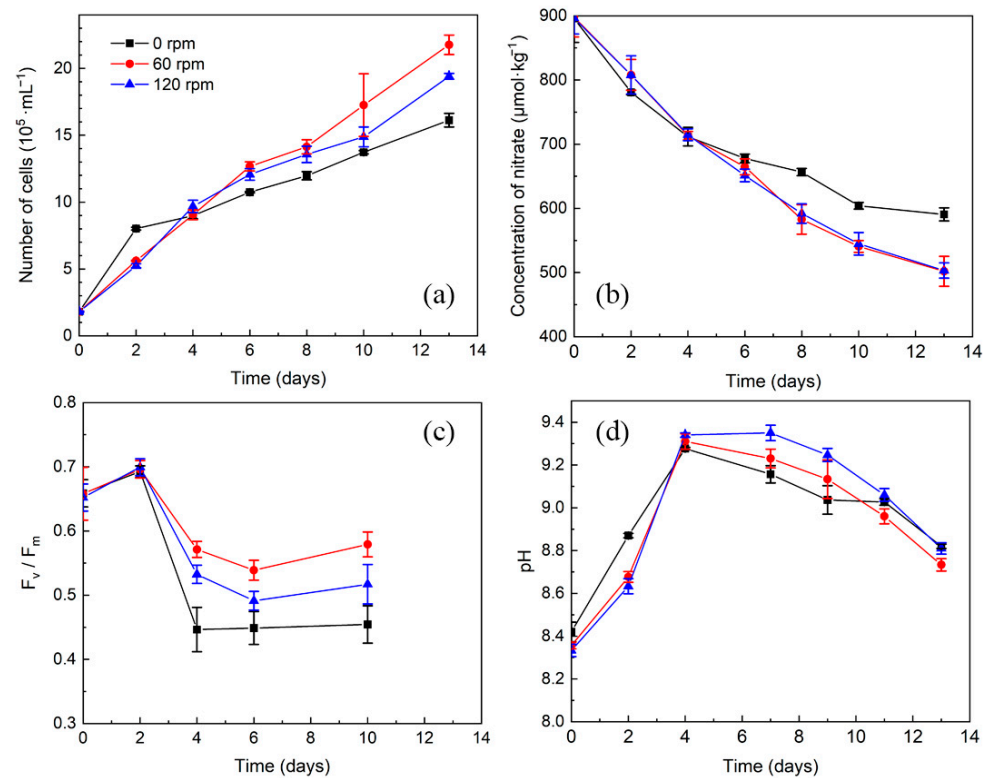 Number of cells (10⁵·mL⁻¹)
20
15
10
5
0
0 rpm
60 rpm
120 rpm
(a)
0 2 4 6 8 10 12 14
Time (days)
Concentration of nitrate (μmol·kg⁻¹)
900
800
700
600
500
400
(b)
0 2 4 6 8 10 12 14
Time (days)
Fᵥ / Fₘ
0.8
0.7
0.6
0.5
0.4
0.3
(c)
0 2 4 6 8 10 12 14
Time (days)
pH
9.4
9.2
9.0
8.8
8.6
8.4
8.2
8.0
(d)
0 2 4 6 8 10 12 14
Time (days)